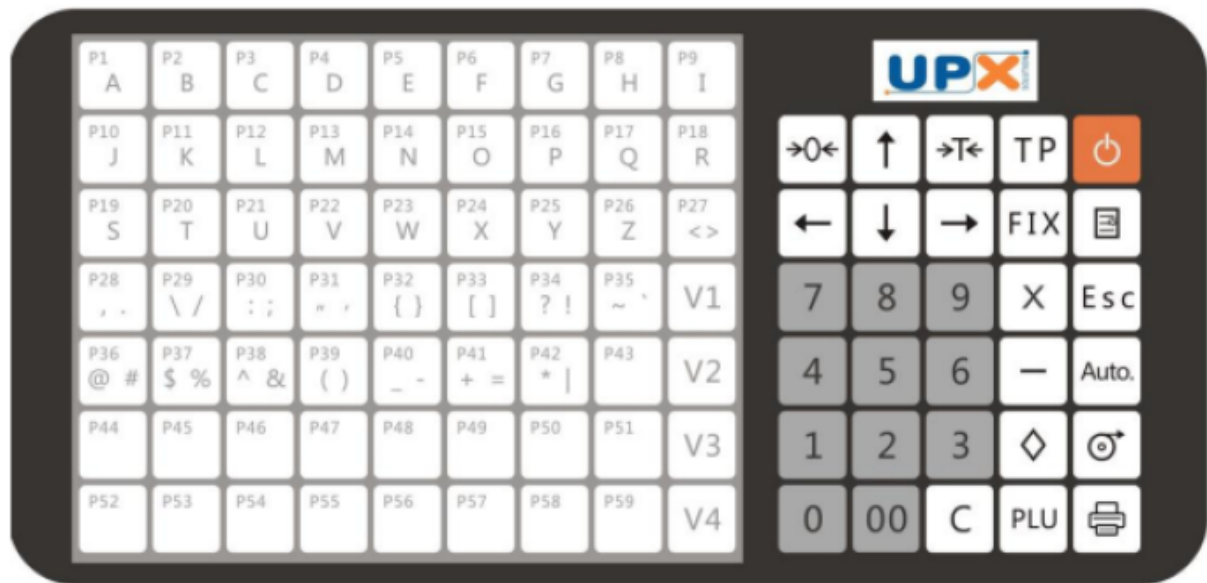 P1 P2 P3 P4 P5 P6 P7 P8 P9
A B C D E F G H I
UPX
P10 P11 P12 P13 P14 P15 P16 P17 P18
J K L M N O P Q R
→0← ↑ →T← TP
P19 P20 P21 P22 P23 P24 P25 P26 P27
S T U V W X Y Z < >
← ↓ → FIX
P28 P29 P30 P31 P32 P33 P34 P35
, . \ / : ; " ' { } [ ] ? ! ~ ` V1
7 8 9 X Esc
P36 P37 P38 P39 P40 P41 P42 P43
@ # $ % ^ & ( ) _ - + = * | V2
4 5 6 — Auto.
P44 P45 P46 P47 P48 P49 P50 P51
V3
1 2 3 ◇
P52 P53 P54 P55 P56 P57 P58 P59
V4
0 00 C PLU